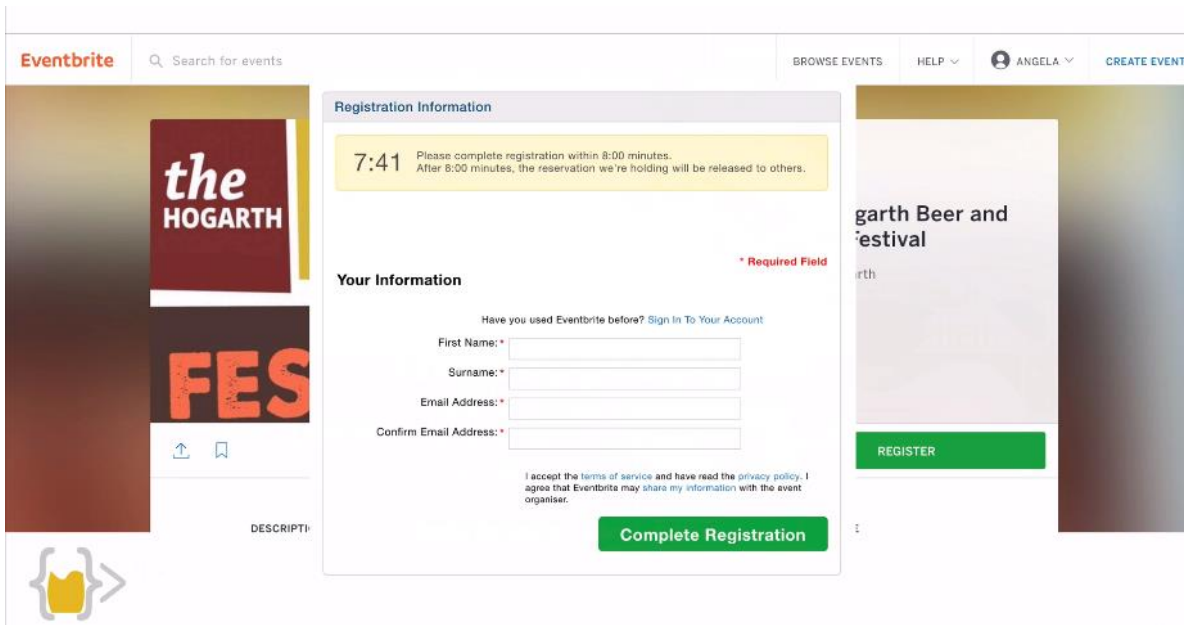 Eventbrite
Search for events
BROWSE EVENTS
HELP
ANGELA
CREATE EVENT
Registration Information
7:41
Please complete registration within 8:00 minutes.
After 8:00 minutes, the reservation we're holding will be released to others.
the
HOGARTH
garth Beer and
Festival
rth
* Required Field
Your Information
Have you used Eventbrite before? Sign In To Your Account
First Name:*
Surname:*
Email Address:*
Confirm Email Address:*
FES
I accept the terms of service and have read the privacy policy. I
agree that Eventbrite may share my information with the event
organiser.
REGISTER
Complete Registration
DESCRIPTI
E
{ }>